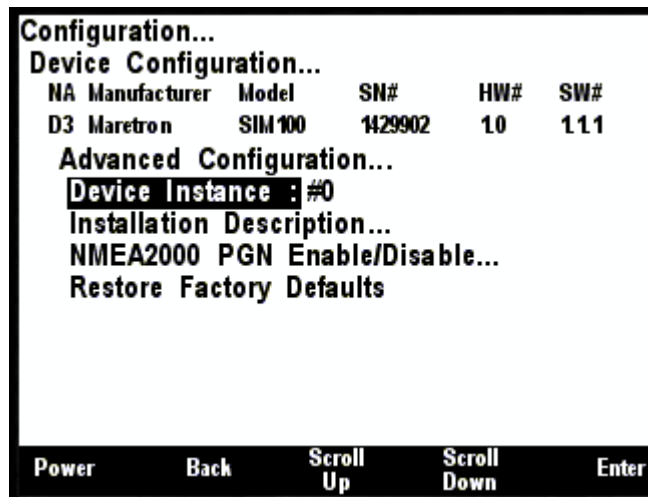 Configuration...
Device Configuration...
NA Manufacturer Model SN# HW# SW#
D3 Maretron SIM100 1429902 1.0 1.1.1
Advanced Configuration...
Device Instance : #0
Installation Description...
NMEA2000 PGN Enable/Disable...
Restore Factory Defaults
Power Back Scroll Up Scroll Down Enter